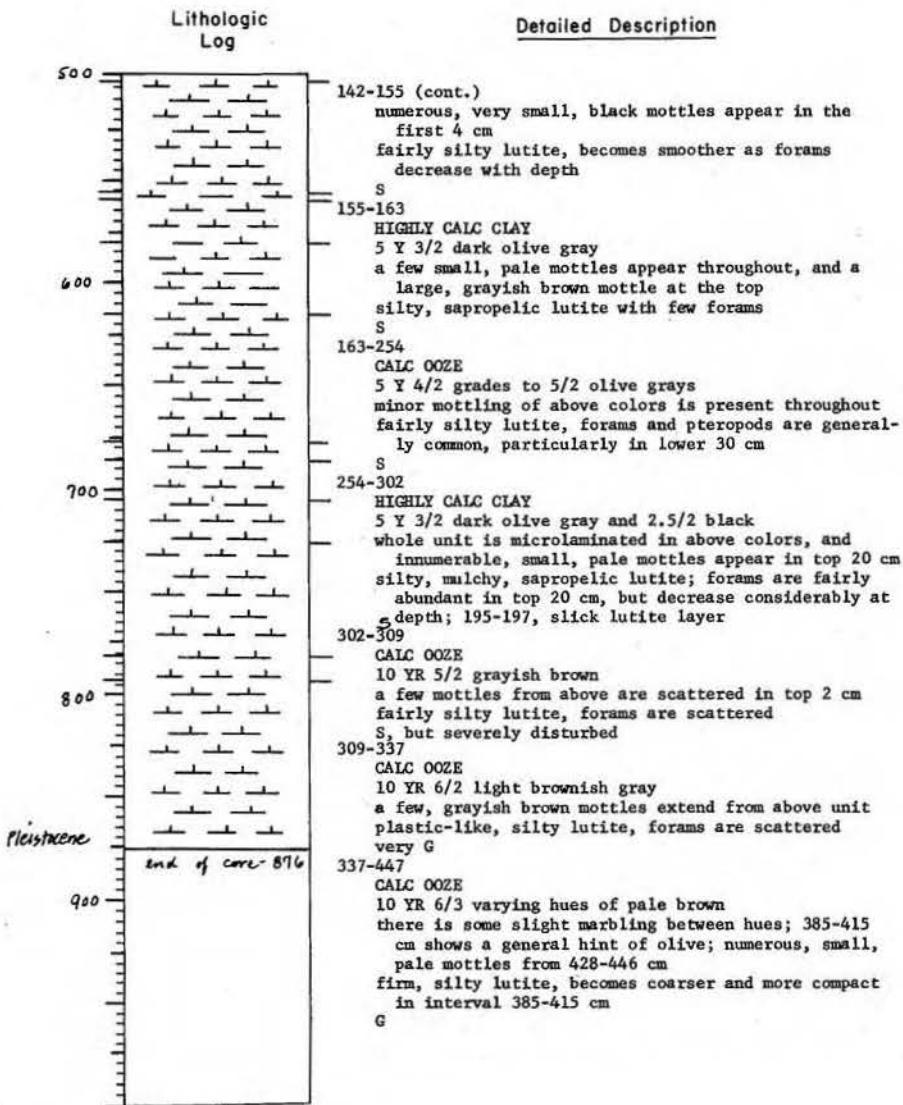 Lithologic
Log
Detailed Description
500
600
700
800
900
Pleistocene
end of core - 876
142-155 (cont.)
numerous, very small, black mottles appear in the
first 4 cm
fairly silty lutite, becomes smoother as forams
decrease with depth
S
155-163
HIGHLY CALC CLAY
5 Y 3/2 dark olive gray
a few small, pale mottles appear throughout, and a
large, grayish brown mottle at the top
silty, sapropelic lutite with few forams
S
163-254
CALC OOZE
5 Y 4/2 grades to 5/2 olive grays
minor mottling of above colors is present throughout
fairly silty lutite, forams and pteropods are general-
ly common, particularly in lower 30 cm
S
254-302
HIGHLY CALC CLAY
5 Y 3/2 dark olive gray and 2.5/2 black
whole unit is microlaminated in above colors, and
innumerable, small, pale mottles appear in top 20 cm
silty, mulchy, sapropelic lutite; forams are fairly
abundant in top 20 cm, but decrease considerably at
depth; 195-197, slick lutite layer
S
302-309
CALC OOZE
10 YR 5/2 grayish brown
a few mottles from above are scattered in top 2 cm
fairly silty lutite, forams are scattered
S, but severely disturbed
309-337
CALC OOZE
10 YR 6/2 light brownish gray
a few, grayish brown mottles extend from above unit
plastic-like, silty lutite, forams are scattered
very G
337-447
CALC OOZE
10 YR 6/3 varying hues of pale brown
there is some slight marbling between hues; 385-415
cm shows a general hint of olive; numerous, small,
pale mottles from 428-446 cm
firm, silty lutite, becomes coarser and more compact
in interval 385-415 cm
G